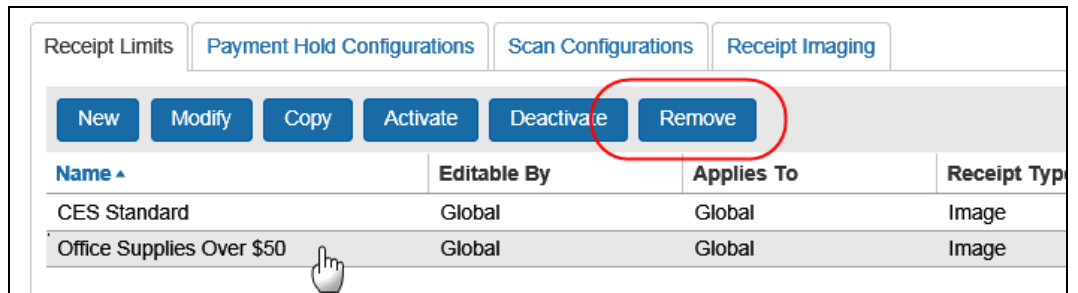 Receipt Limits Payment Hold Configurations Scan Configurations Receipt Imaging
New Modify Copy Activate Deactivate Remove
Name Editable By Applies To Receipt Typ
CES Standard Global Global Image
Office Supplies Over $50 Global Global Image